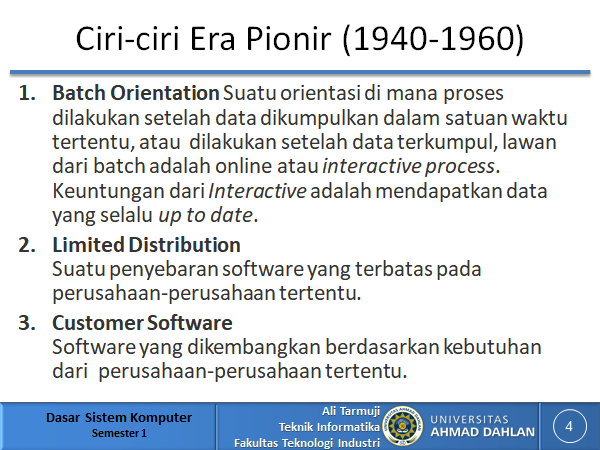 Ciri-ciri Era Pionir (1940-1960)
1. Batch Orientation Suatu orientasi di mana proses
dilakukan setelah data dikumpulkan dalam satuan waktu
tertentu, atau dilakukan setelah data terkumpul, lawan
dari batch adalah online atau interactive process.
Keuntungan dari Interactive adalah mendapatkan data
yang selalu up to date.
2. Limited Distribution
Suatu penyebaran software yang terbatas pada
perusahaan-perusahaan tertentu.
3. Customer Software
Software yang dikembangkan berdasarkan kebutuhan
dari perusahaan-perusahaan tertentu.
Dasar Sistem Komputer
Semester 1
Ali Tarmuji
Teknik Informatika
Fakultas Teknologi Industri
UNIVERSITAS
AHMAD DAHLAN
4